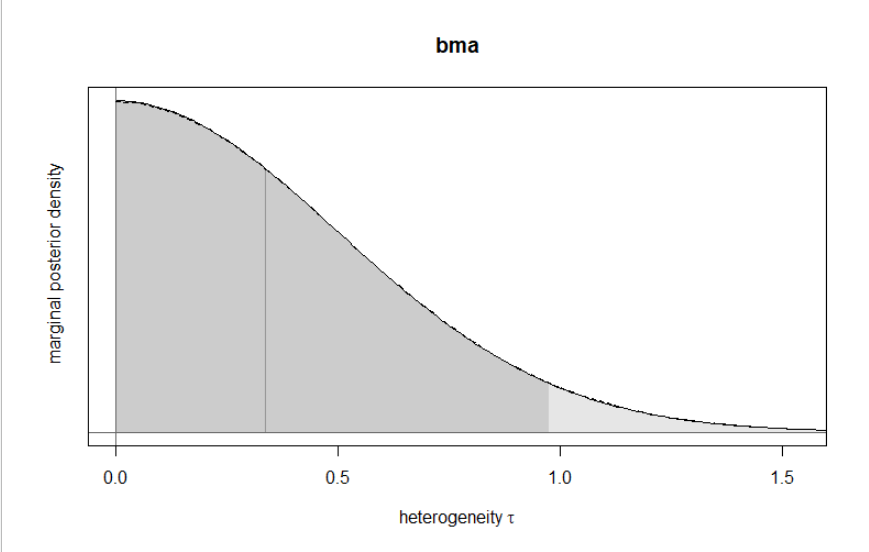 bma
marginal posterior density
0.0 0.5 1.0 1.5
heterogeneity τ